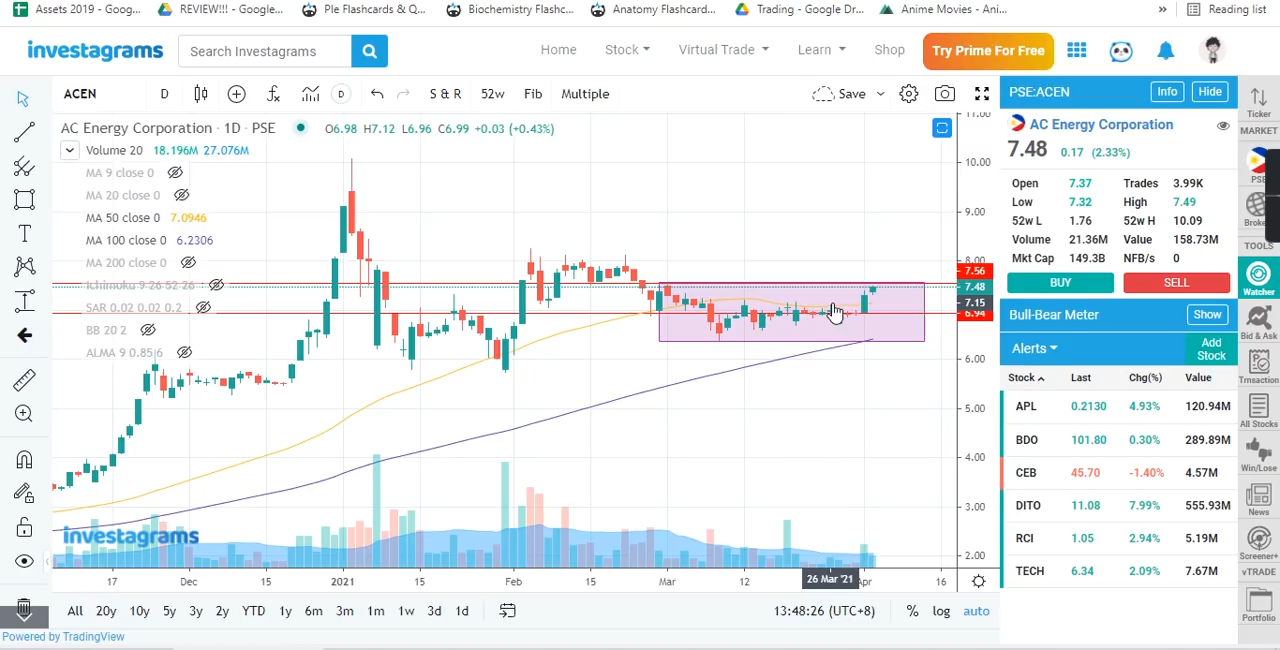 Assets 2019 - Goog... REVIEW!!! - Google... Ple Flashcards & Q... Biochemistry Flashc... Anatomy Flashcard... Trading - Google Dr... Anime Movies - Ani... » Reading list
investagrams Search Investagrams Home Stock Virtual Trade Learn Shop Try Prime For Free
ACEN D D S & R 52w Fib Multiple Save
AC Energy Corporation · 1D · PSE O6.98 H7.12 L6.96 C6.99 +0.03 (+0.43%)
Volume 20 18.196M 27.076M
MA 9 close 0
MA 20 close 0
MA 50 close 0 7.0946
MA 100 close 0 6.2306
MA 200 close 0
Ichimoku 9 26 52 26
SAR 0.02 0.02 0.2
BB 20 2
ALMA 9 0.85 6
11.00
10.00
9.00
8.00
7.56
7.48
7.15
6.94
6.00
5.00
4.00
3.00
2.00
investagrams
17 Dec 15 2021 15 Feb 15 Mar 12 26 Mar '21 Apr 16
All 20y 10y 5y 3y 2y YTD 1y 6m 3m 1m 1w 3d 1d 13:48:26 (UTC+8) % log auto
Powered by TradingView
PSE:ACEN Info Hide
AC Energy Corporation
7.48 0.17 (2.33%)
Open 7.37 Trades 3.99K
Low 7.32 High 7.49
52w L 1.76 52w H 10.09
Volume 21.36M Value 158.73M
Mkt Cap 149.3B NFB/s 0
BUY SELL
Bull-Bear Meter Show
Alerts Add Stock
Stock Last Chg(%) Value
APL 0.2130 4.93% 120.94M
BDO 101.80 0.30% 289.89M
CEB 45.70 -1.40% 4.57M
DITO 11.08 7.99% 555.93M
RCI 1.05 2.94% 5.19M
TECH 6.34 2.09% 7.67M
Ticker
MARKET
PSE
Broke
TOOLS
Watcher
Bid & Ask
Trnsaction
All Stocks
Win/Lose
News
Screener+
vTRADE
Portfolio